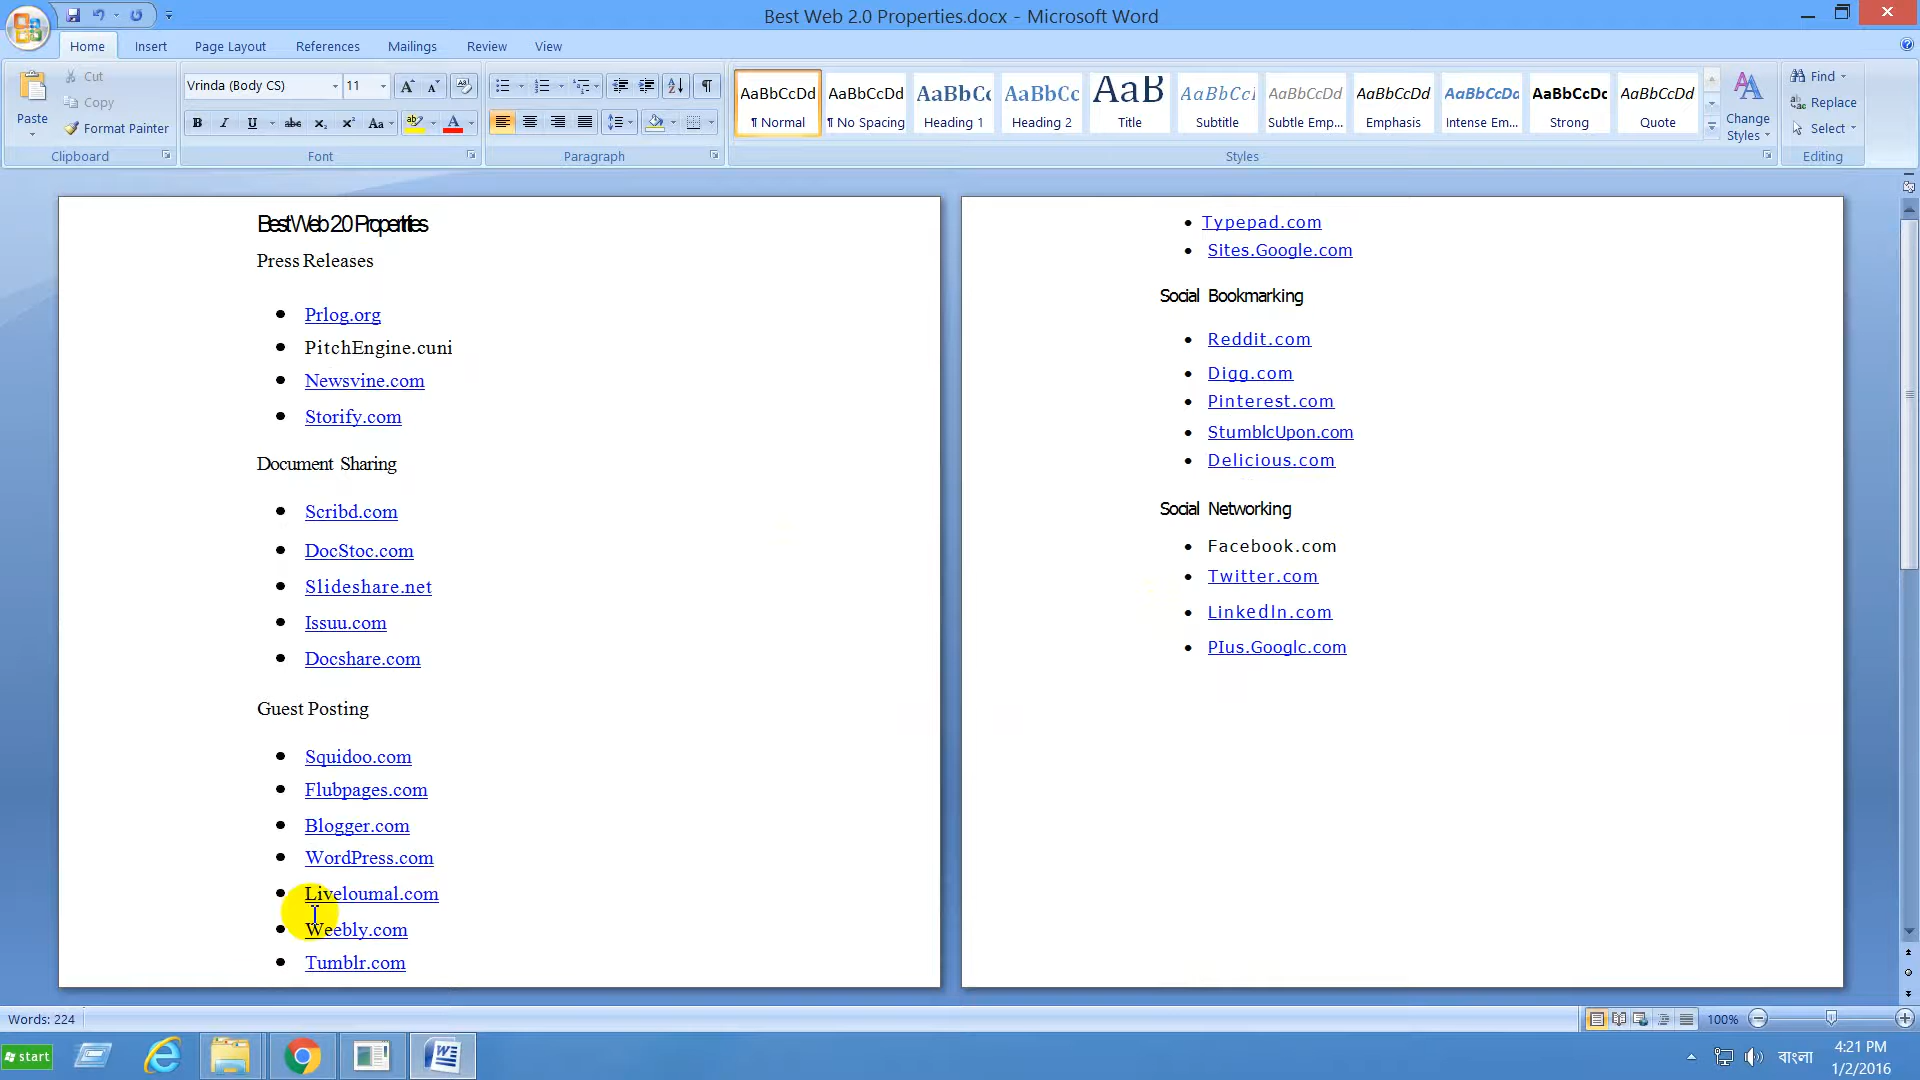 Best Web 2.0 Properties.docx - Microsoft Word
Home Insert Page Layout References Mailings Review View
Paste
Cut
Copy
Format Painter
Clipboard
Vrinda (Body CS) 11
Font
Paragraph
AaBbCcDd AaBbCcDd AaBbCc AaBbCc AaB AaBbCcI AaBbCcDd AaBbCcDd AaBbCcDd AaBbCcDc AaBbCcDd
¶ Normal ¶ No Spacing Heading 1 Heading 2 Title Subtitle Subtle Emp... Emphasis Intense Em... Strong Quote
Styles
Change Styles
Find
Replace
Select
Editing
Best Web 2.0 Properties
Press Releases
Prlog.org
PitchEngine.cuni
Newsvine.com
Storify.com
Document Sharing
Scribd.com
DocStoc.com
Slideshare.net
Issuu.com
Docshare.com
Guest Posting
Squidoo.com
Flubpages.com
Blogger.com
WordPress.com
Liveloumal.com
Weebly.com
Tumblr.com
Typepad.com
Sites.Google.com
Social Bookmarking
Reddit.com
Digg.com
Pinterest.com
StumblcUpon.com
Delicious.com
Social Networking
Facebook.com
Twitter.com
LinkedIn.com
PIus.Googlc.com
Words: 224
100%
start
বাংলা
4:21 PM
1/2/2016